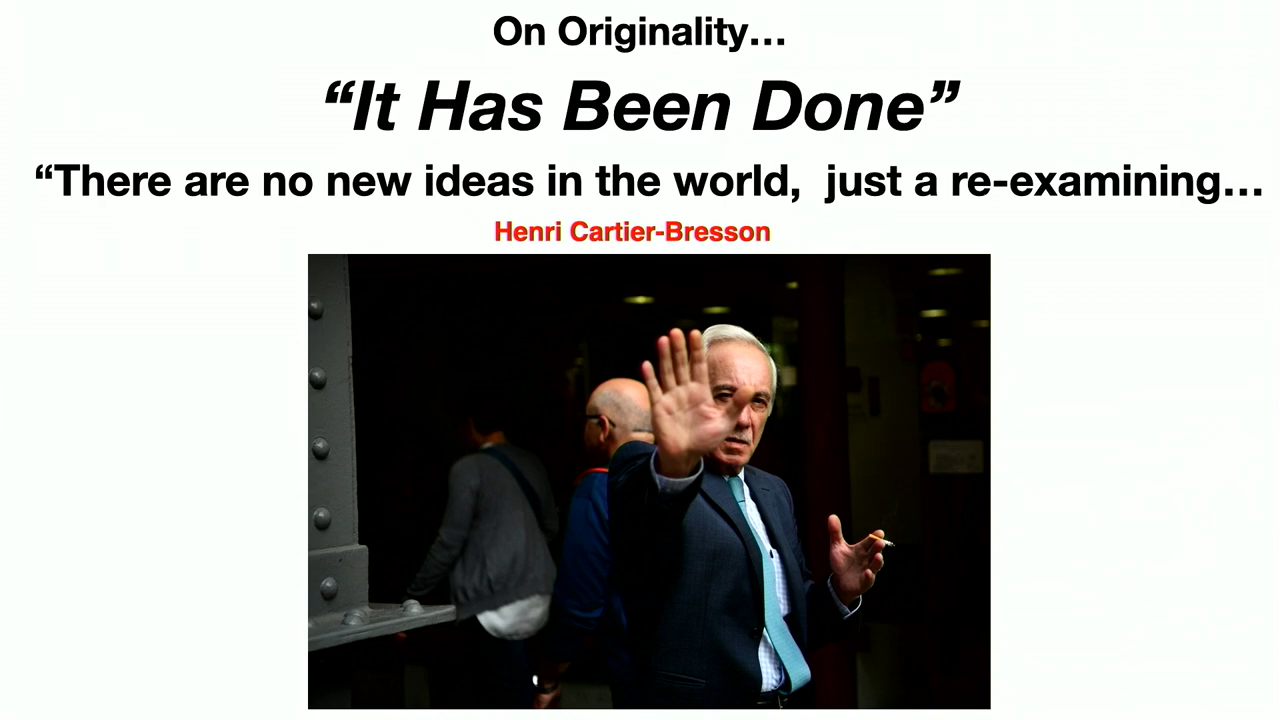 On Originality…
“It Has Been Done”
“There are no new ideas in the world,  just a re-examining…
Henri Cartier-Bresson